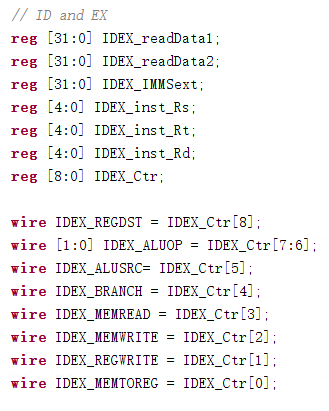 // ID and EX
reg [31:0] IDEX_readData1;
reg [31:0] IDEX_readData2;
reg [31:0] IDEX_IMMSext;
reg [4:0] IDEX_inst_Rs;
reg [4:0] IDEX_inst_Rt;
reg [4:0] IDEX_inst_Rd;
reg [8:0] IDEX_Ctr;
wire IDEX_REGDST = IDEX_Ctr[8];
wire [1:0] IDEX_ALUOP = IDEX_Ctr[7:6];
wire IDEX_ALUSRC= IDEX_Ctr[5];
wire IDEX_BRANCH = IDEX_Ctr[4];
wire IDEX_MEMREAD = IDEX_Ctr[3];
wire IDEX_MEMWRITE = IDEX_Ctr[2];
wire IDEX_REGWRITE = IDEX_Ctr[1];
wire IDEX_MEMTOREG = IDEX_Ctr[0];